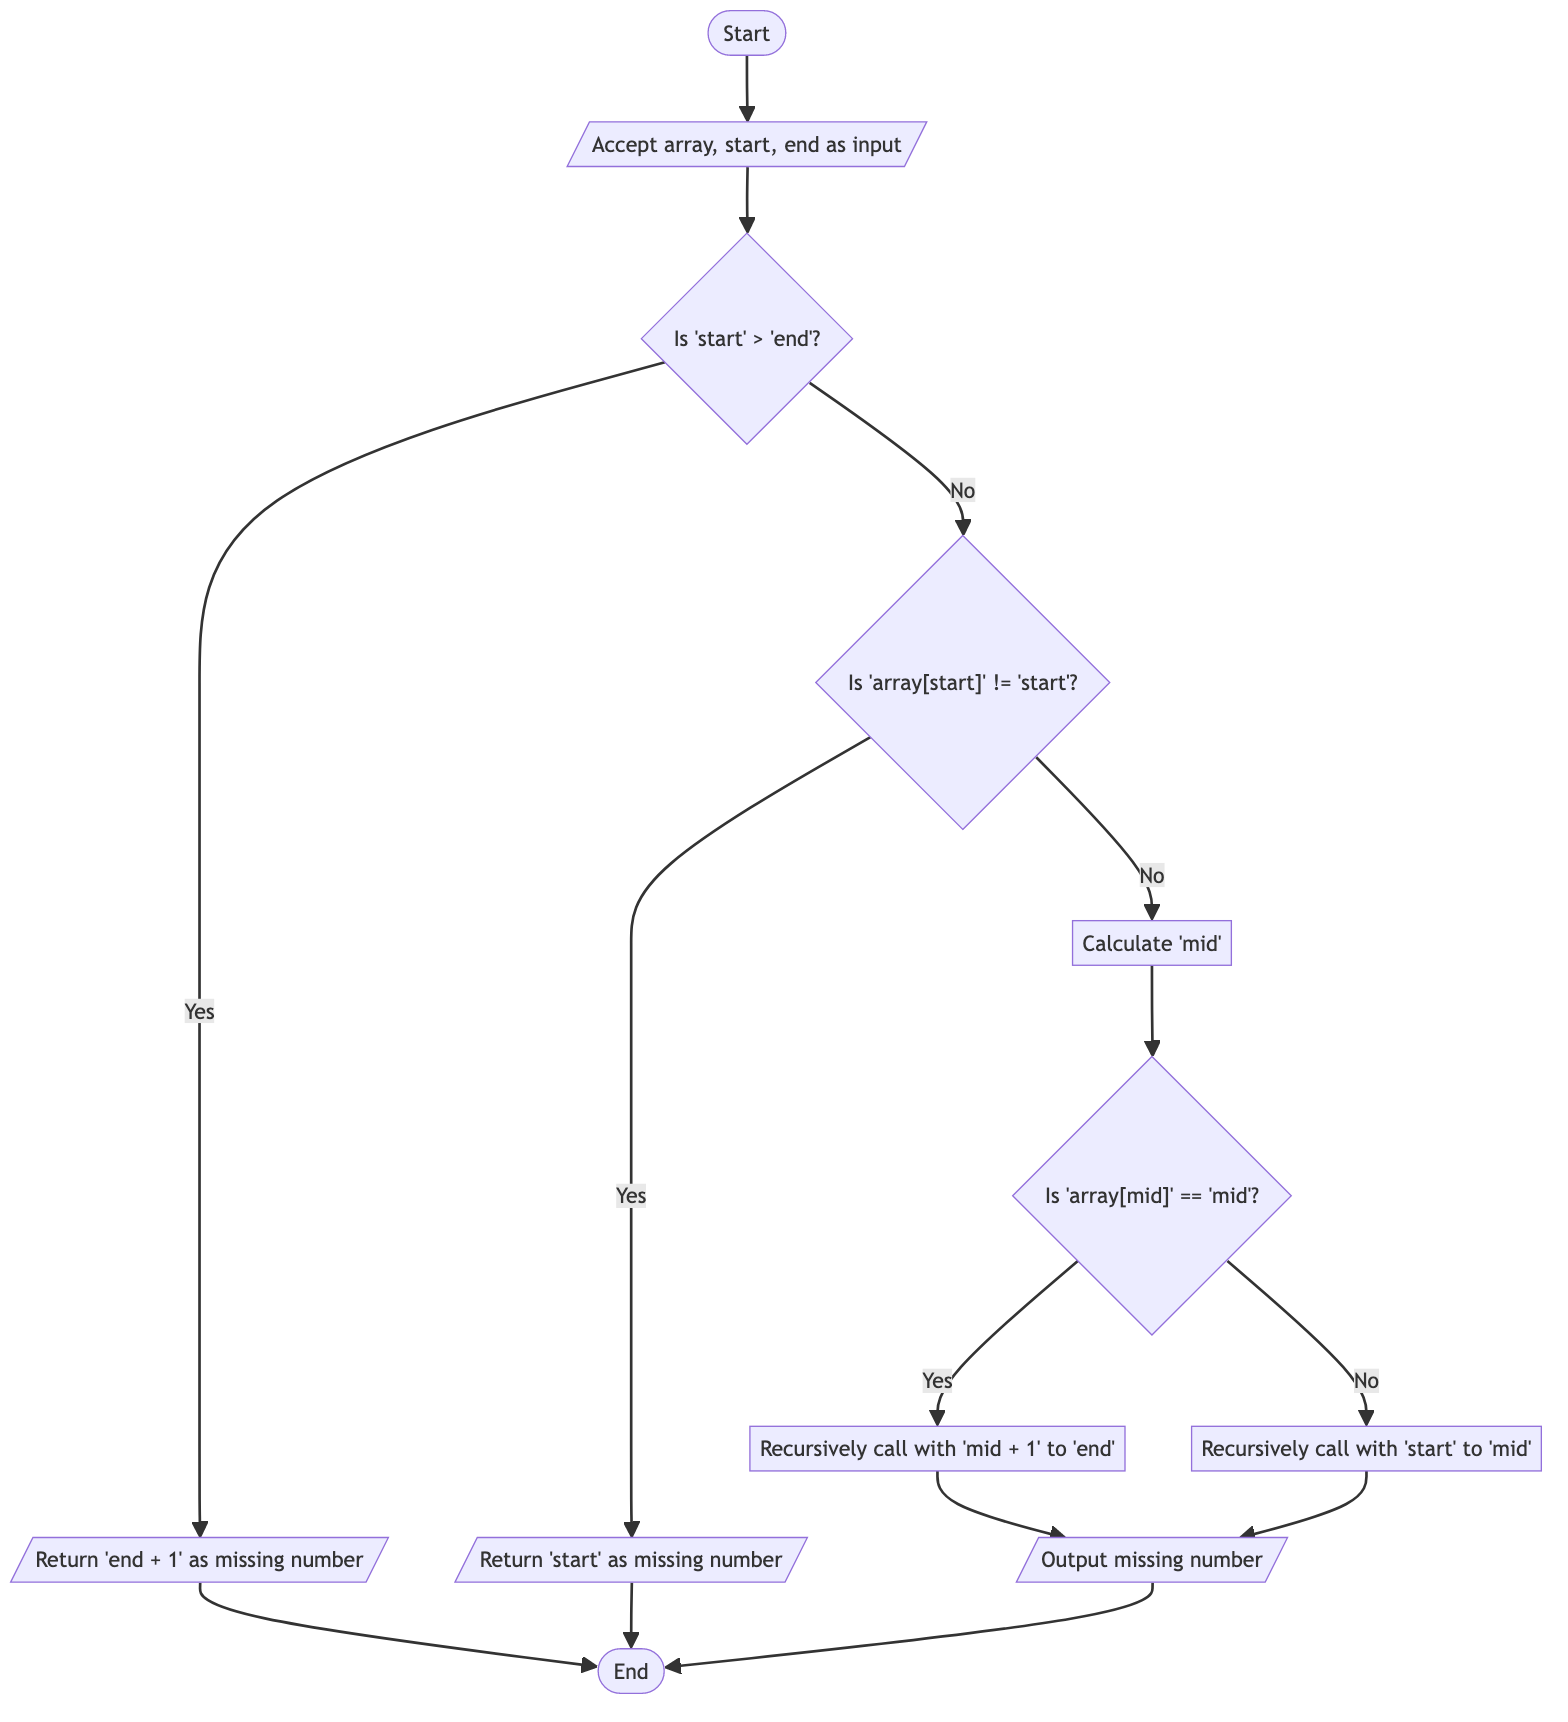 Start
Accept array, start, end as input
Is 'start' > 'end'?
No
Is 'array[start]' != 'start'?
No
Calculate 'mid'
Yes
Yes
Is 'array[mid]' == 'mid'?
Yes
No
Recursively call with 'mid + 1' to 'end'
Recursively call with 'start' to 'mid'
Return 'end + 1' as missing number
Return 'start' as missing number
Output missing number
End